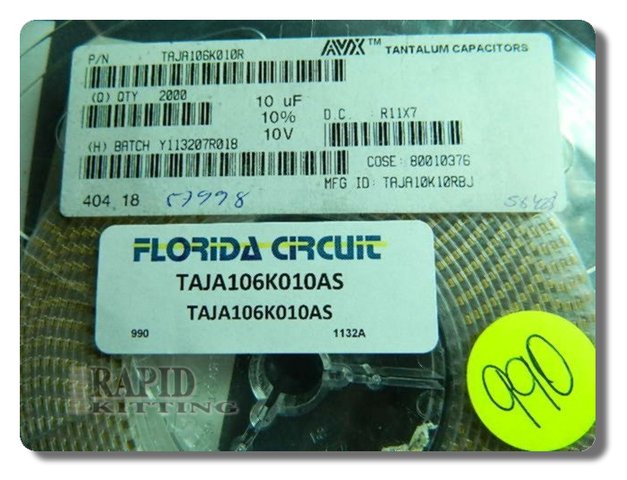 P/N TAJA106K010R
AVX™ TANTALUM CAPACITORS
(Q) QTY 2000
10 uF
10%
10V
D.C. : R11X7
(H) BATCH Y113207R018
COSE: 80010376
MFG ID: TAJA10K10RBJ
404.18
FLORIDA CIRCUIT
TAJA106K010AS
TAJA106K010AS
990 1132A
990
RAPID
KITTING